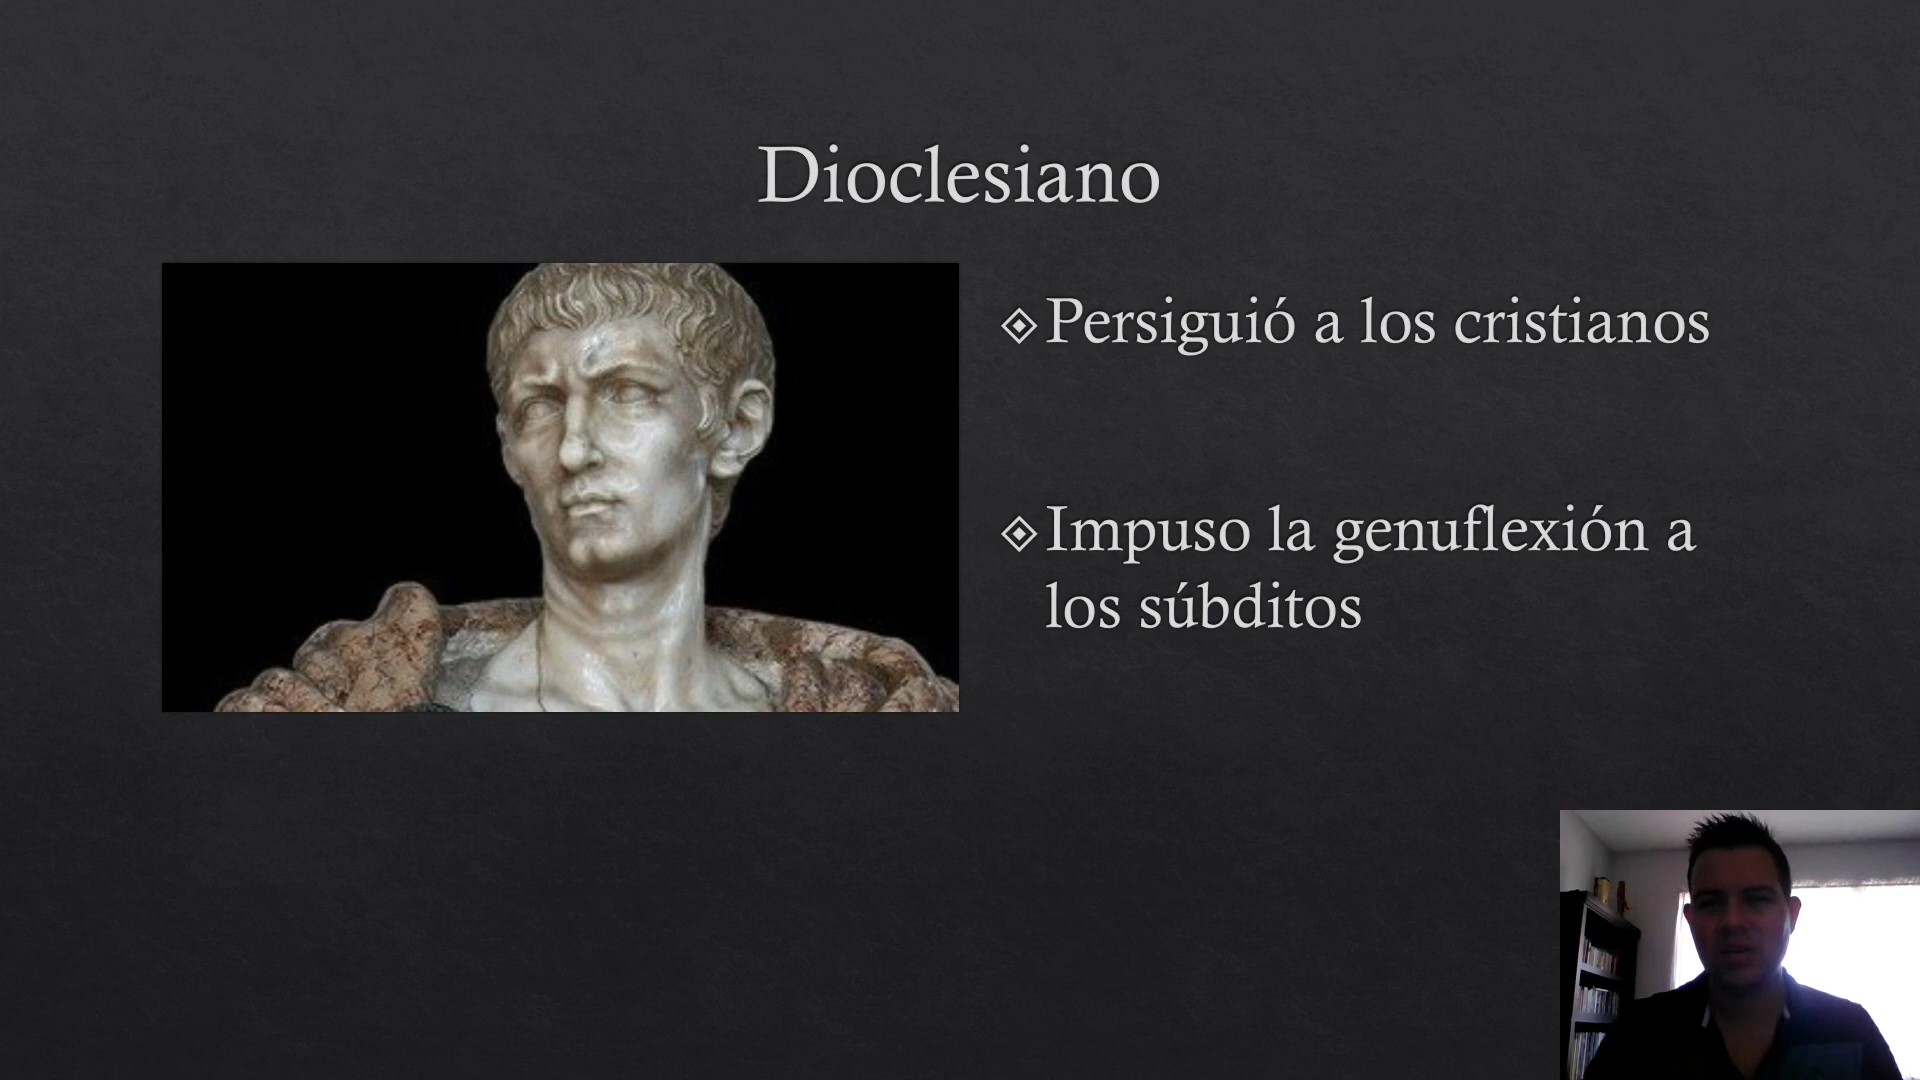 Dioclesiano
Persiguió a los cristianos
Impuso la genuflexión a
los súbditos